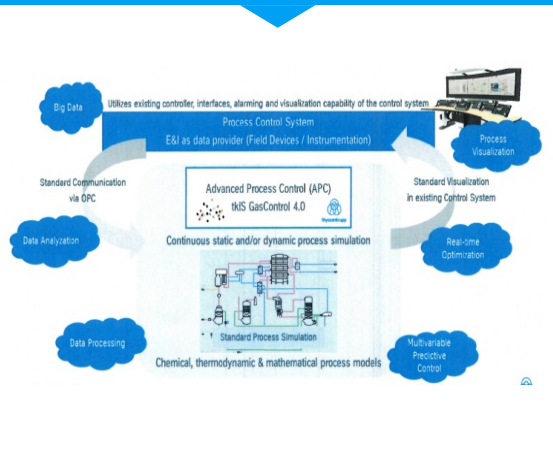 Big Data
Utilizes existing controller, interfaces, alarming and visualization capability of the control system
Process Control System
E&I as data provider (Field Devices / Instrumentation)
Process
Visualization
Standard Communication
via OPC
Advanced Process Control (APC)
tkIS GasControl 4.0
thyssenkrupp
Standard Visualization
in existing Control System
Data Analyzation
Continuous static and/or dynamic process simulation
Real-time
Optimization
Standard Process Simulation
Data Processing
Chemical, thermodynamic & mathematical process models
Multivariable
Predictive
Control